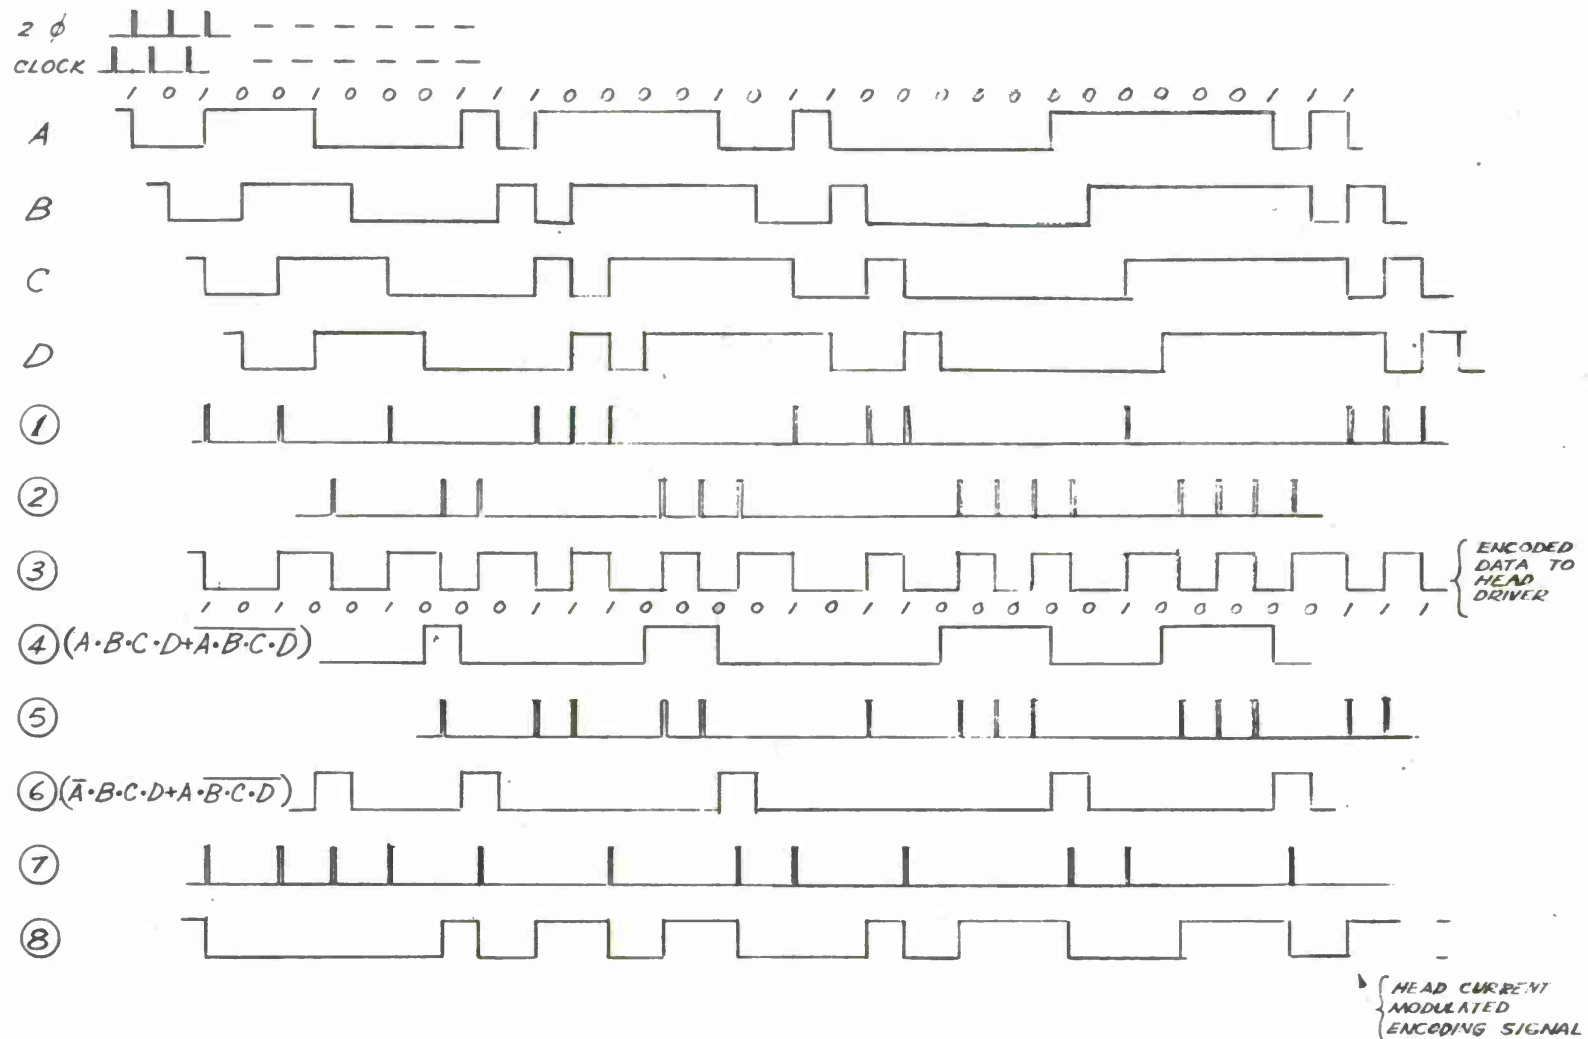 2 φ
CLOCK
1 0 1 0 0 1 0 0 0 1 1 1 0 0 0 0 1 0 1 1 0 0 0 0 0 0 0 0 0 0 0 1 1 1
A
B
C
D
1
2
3
ENCODED
DATA TO
HEAD
DRIVER
1 0 1 0 0 1 0 0 0 1 1 1 0 0 0 0 1 0 1 1 0 0 0 0 0 1 0 0 0 0 0 1 1 1
4 (A·B·C·D+A̅·̅B̅·̅C̅·̅D̅)
5
6 (A̅·B·C·D+A·B̅·̅C̅·̅D̅)
7
8
HEAD CURRENT
MODULATED
ENCODING SIGNAL